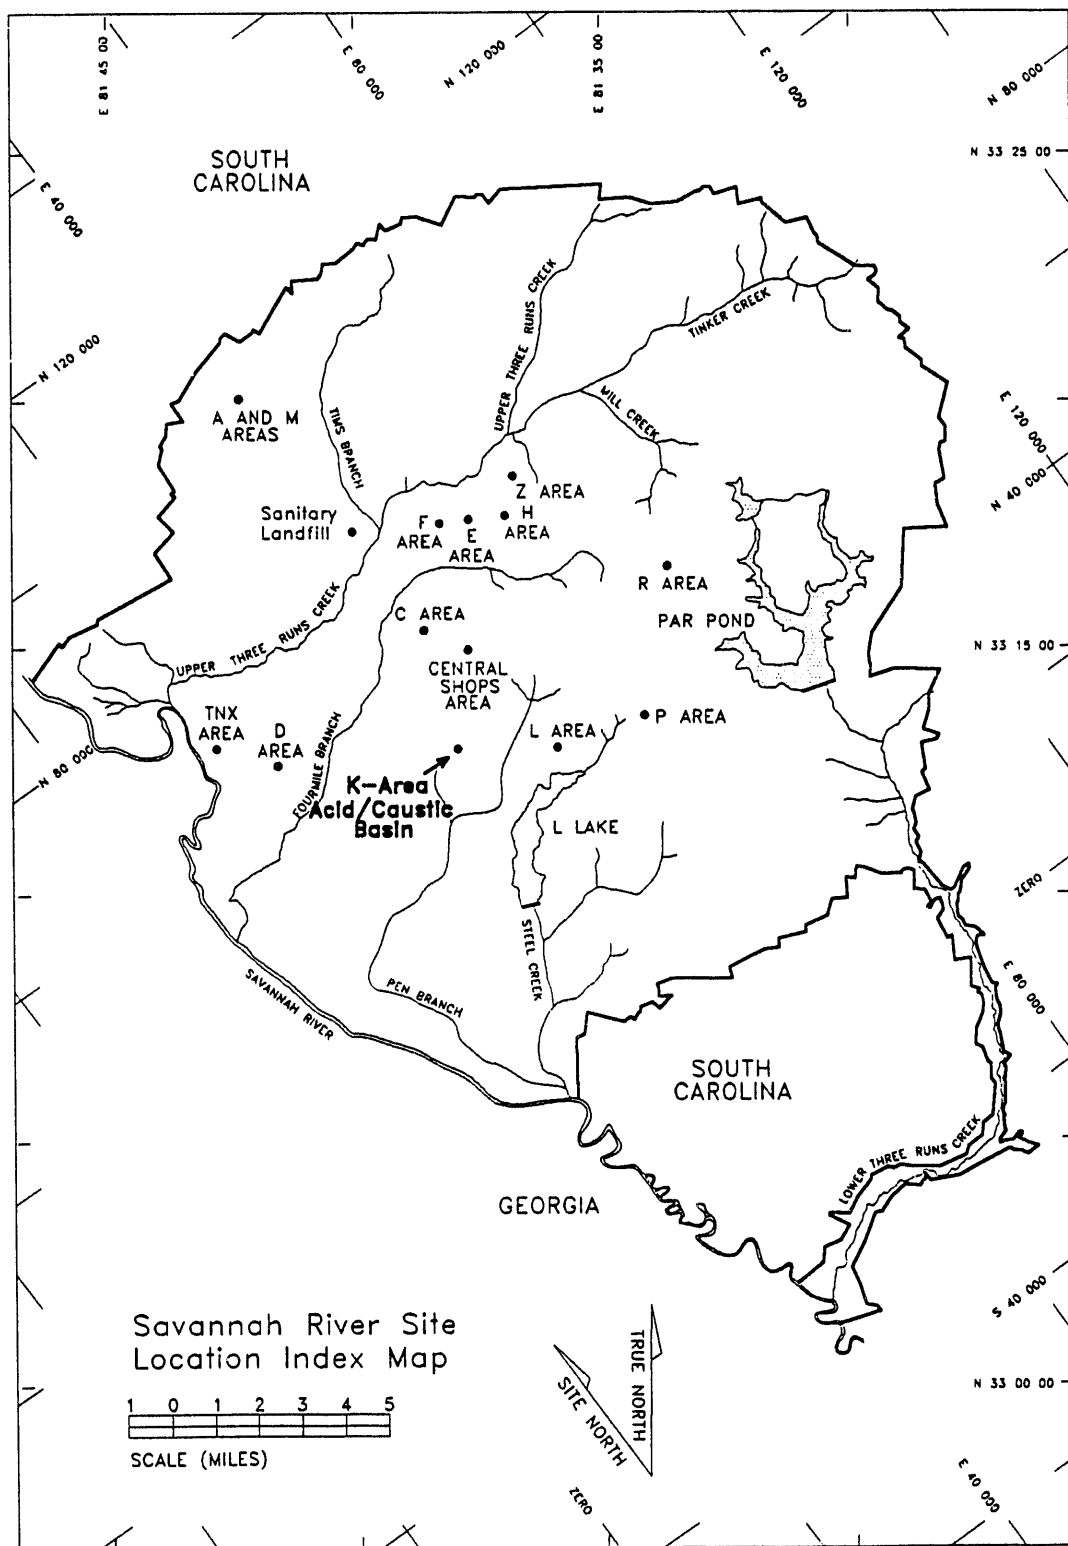 E 81 45 00
E 80 000
N 120 000
E 81 35 00
E 120 000
N 80 000
N 33 25 00
SOUTH
CAROLINA
E 40 000
UPPER THREE RUNS CREEK
TINKER CREEK
N 120 000
A AND M
AREAS
TIMS BRANCH
MILL CREEK
E 120 000
N 40 000
Z AREA
Sanitary
Landfill
F
AREA
E
AREA
H
AREA
R AREA
PAR POND
C AREA
N 33 15 00
UPPER THREE RUNS CREEK
CENTRAL
SHOPS
AREA
TNX
AREA
D
AREA
P AREA
L AREA
N 80 000
FOURMILE BRANCH
K-Area
Acid/Caustic
Basin
L LAKE
ZERO
STEEL CREEK
E 80 000
SAVANNAH RIVER
PEN BRANCH
SOUTH
CAROLINA
LOWER THREE RUNS CREEK
GEORGIA
S 40 000
Savannah River Site
Location Index Map
TRUE NORTH
SITE NORTH
N 33 00 00
1 0 1 2 3 4 5
SCALE (MILES)
ZERO
E 40 000